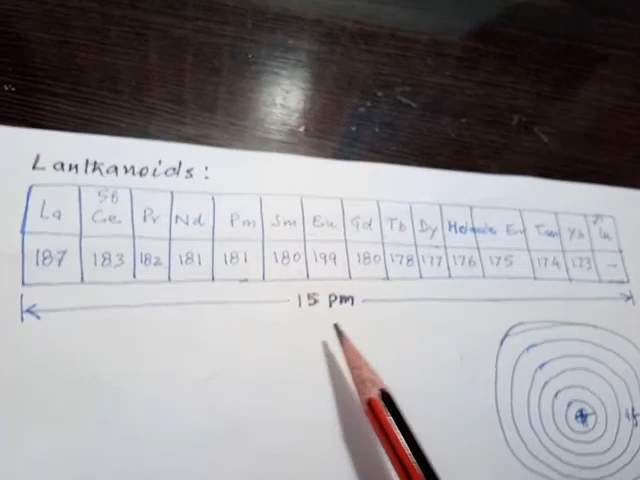 Lanthanoids:
58
La Ce Pr Nd Pm Sm Eu Gd Tb Dy Ho Er Tm Yb Lu
187 183 182 181 181 180 199 180 178 177 176 175 174 173 -
15 pm